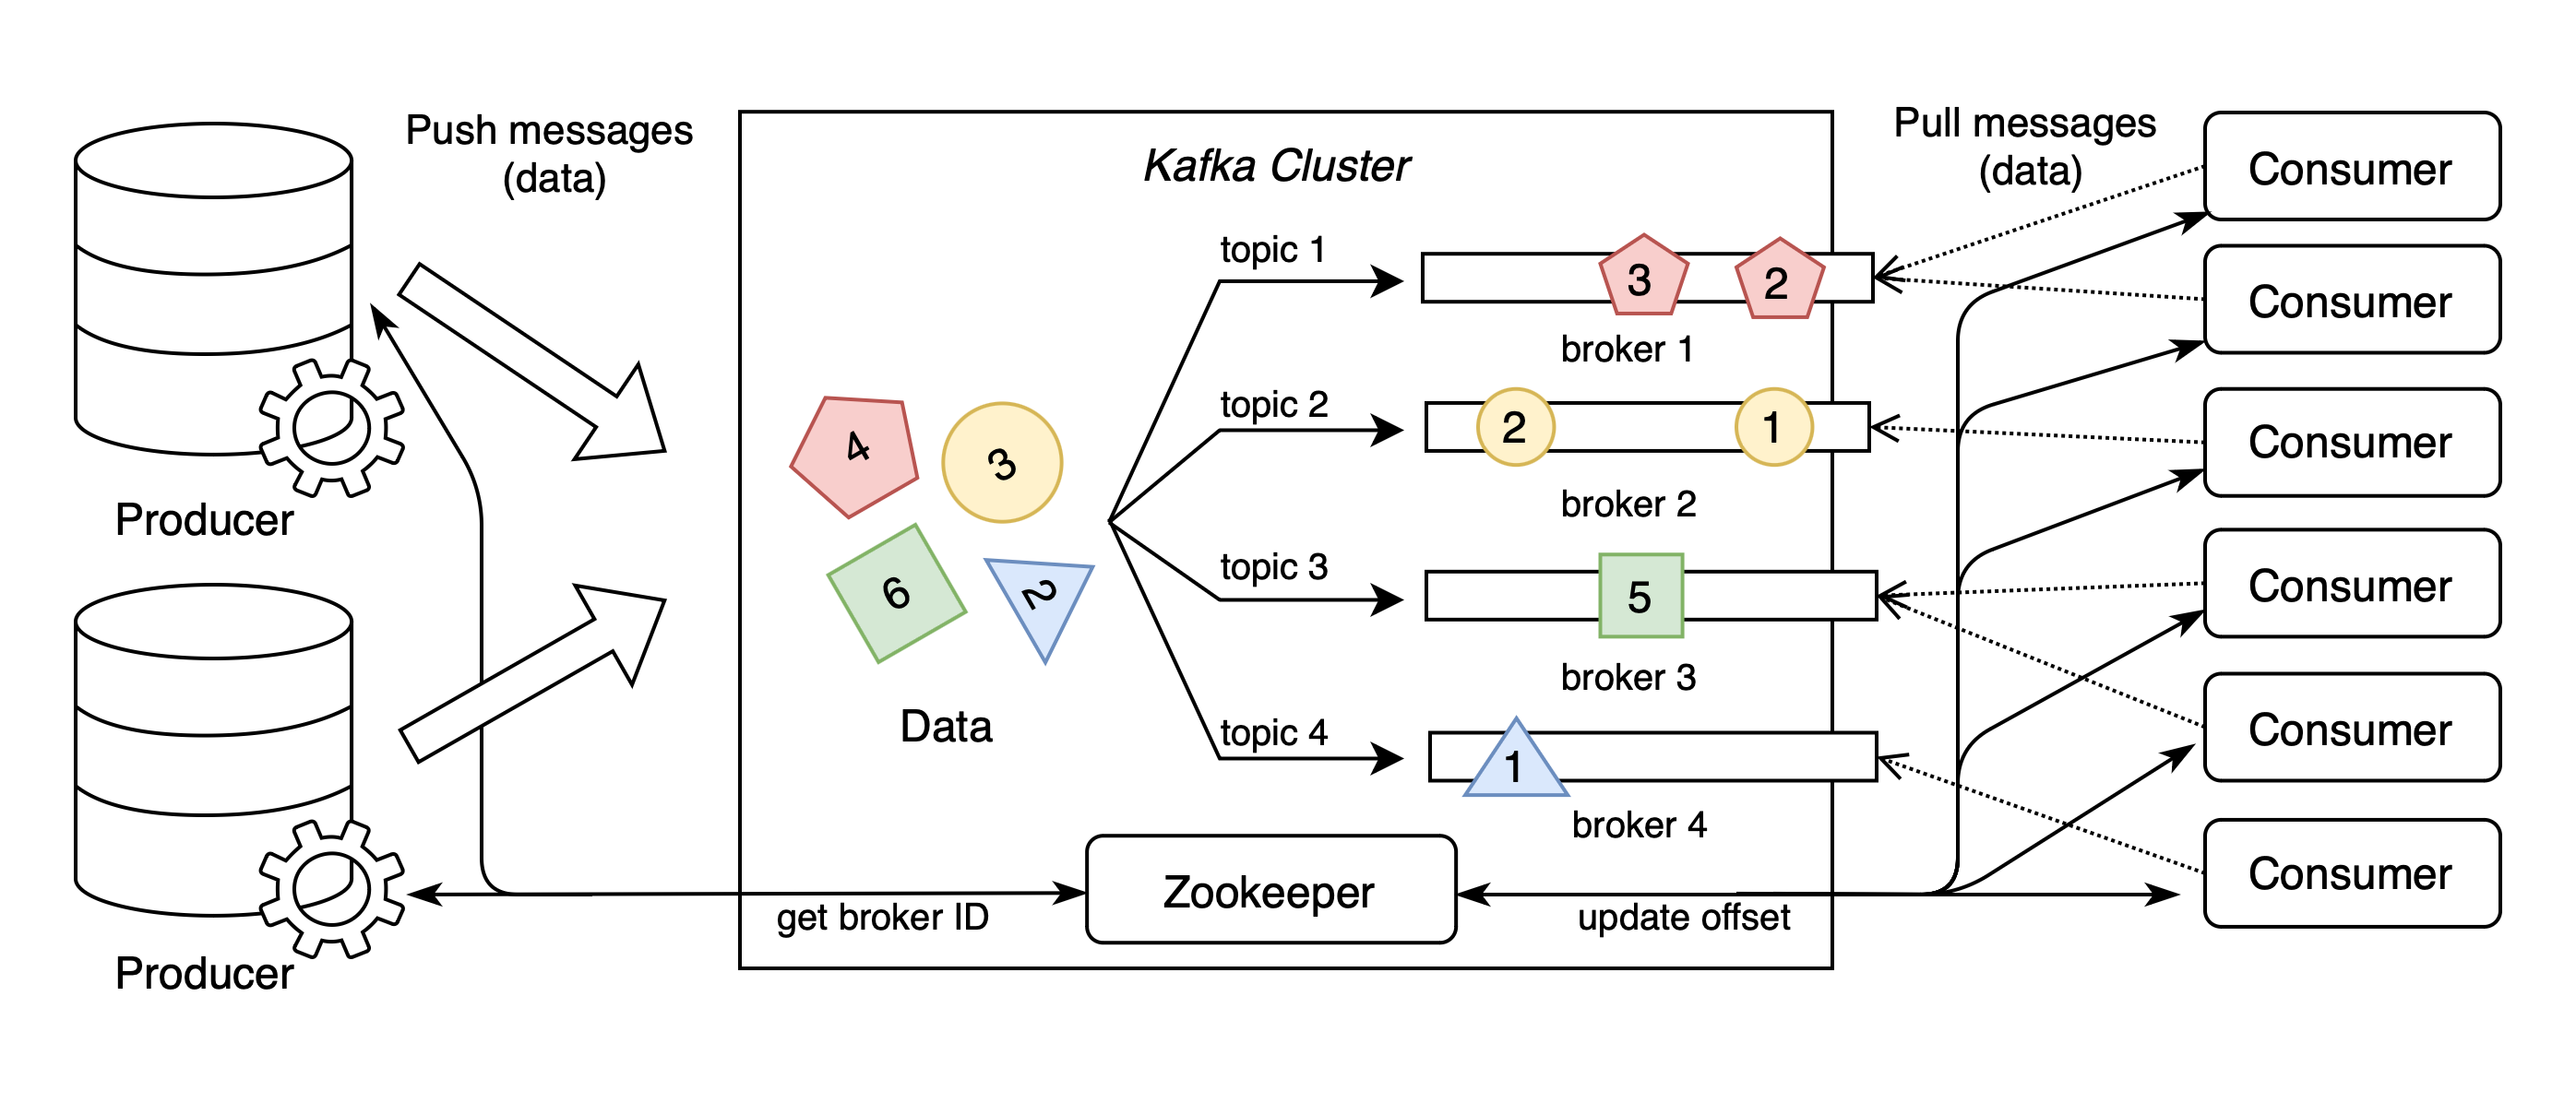 Push messages
(data)
Kafka Cluster
Pull messages
(data)
Consumer
topic 1
3
2
Consumer
broker 1
topic 2
2
1
Consumer
broker 2
4
3
Producer
topic 3
5
Consumer
6
2
broker 3
Data
topic 4
1
Consumer
broker 4
Zookeeper
Consumer
get broker ID
update offset
Producer